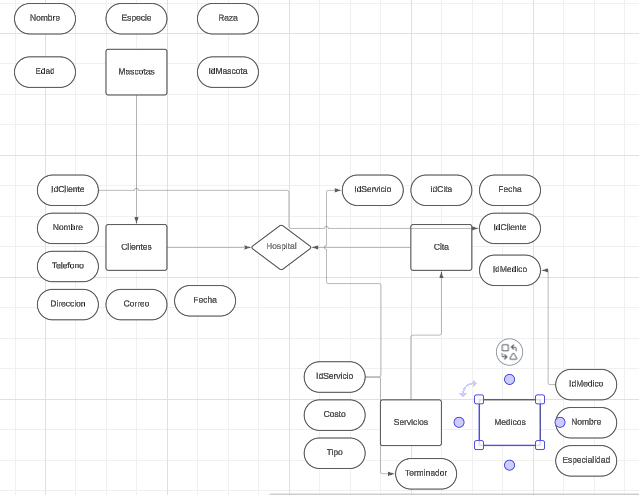 Nombre
Especie
Raza
Edad
Mascotas
IdMascota
IdCliente
IdServicio
idCita
Fecha
Nombre
Clientes
Hospital
Cita
IdCliente
Telefono
IdMedico
Direccion
Correo
Fecha
IdServicio
IdMedico
Costo
Servicios
Medicos
Nombre
Tipo
Especialidad
Terminador